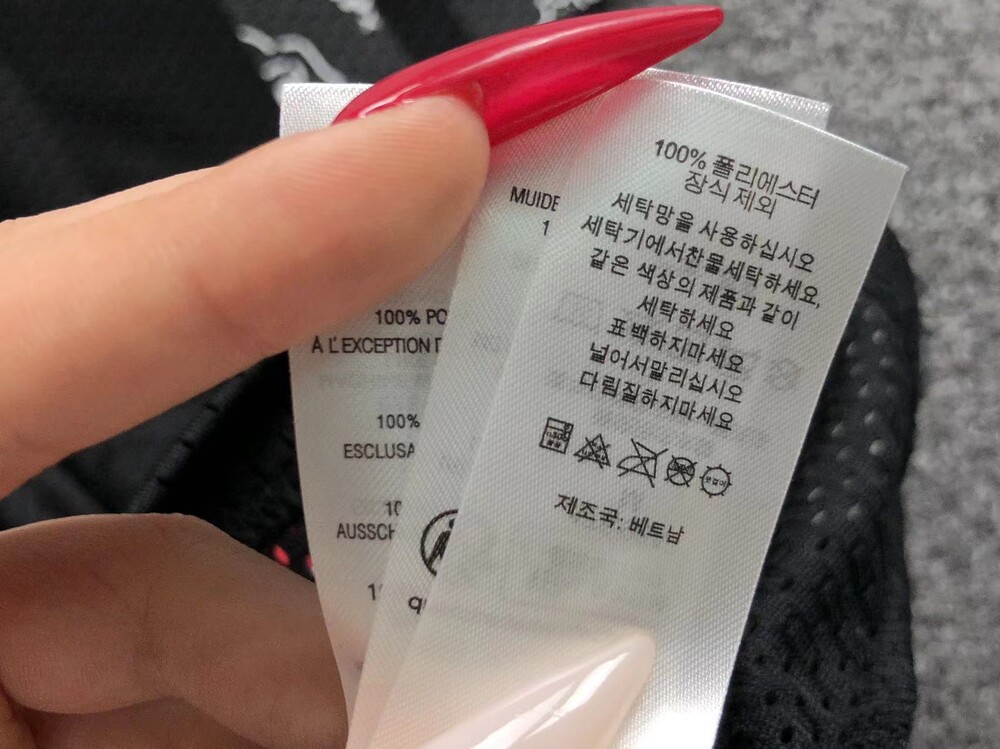 100% 폴리에스터
장식 제외
세탁망을 사용하십시오
세탁기에서찬물세탁하세요,
같은 색상의 제품과 같이
세탁하세요
표백하지마세요
널어서말리십시오
다림질하지마세요
제조국: 베트남
MUIDE
1
100% PO
À L'EXCEPTION D
100%
ESCLUSA
10
AUSSCH
1
qu